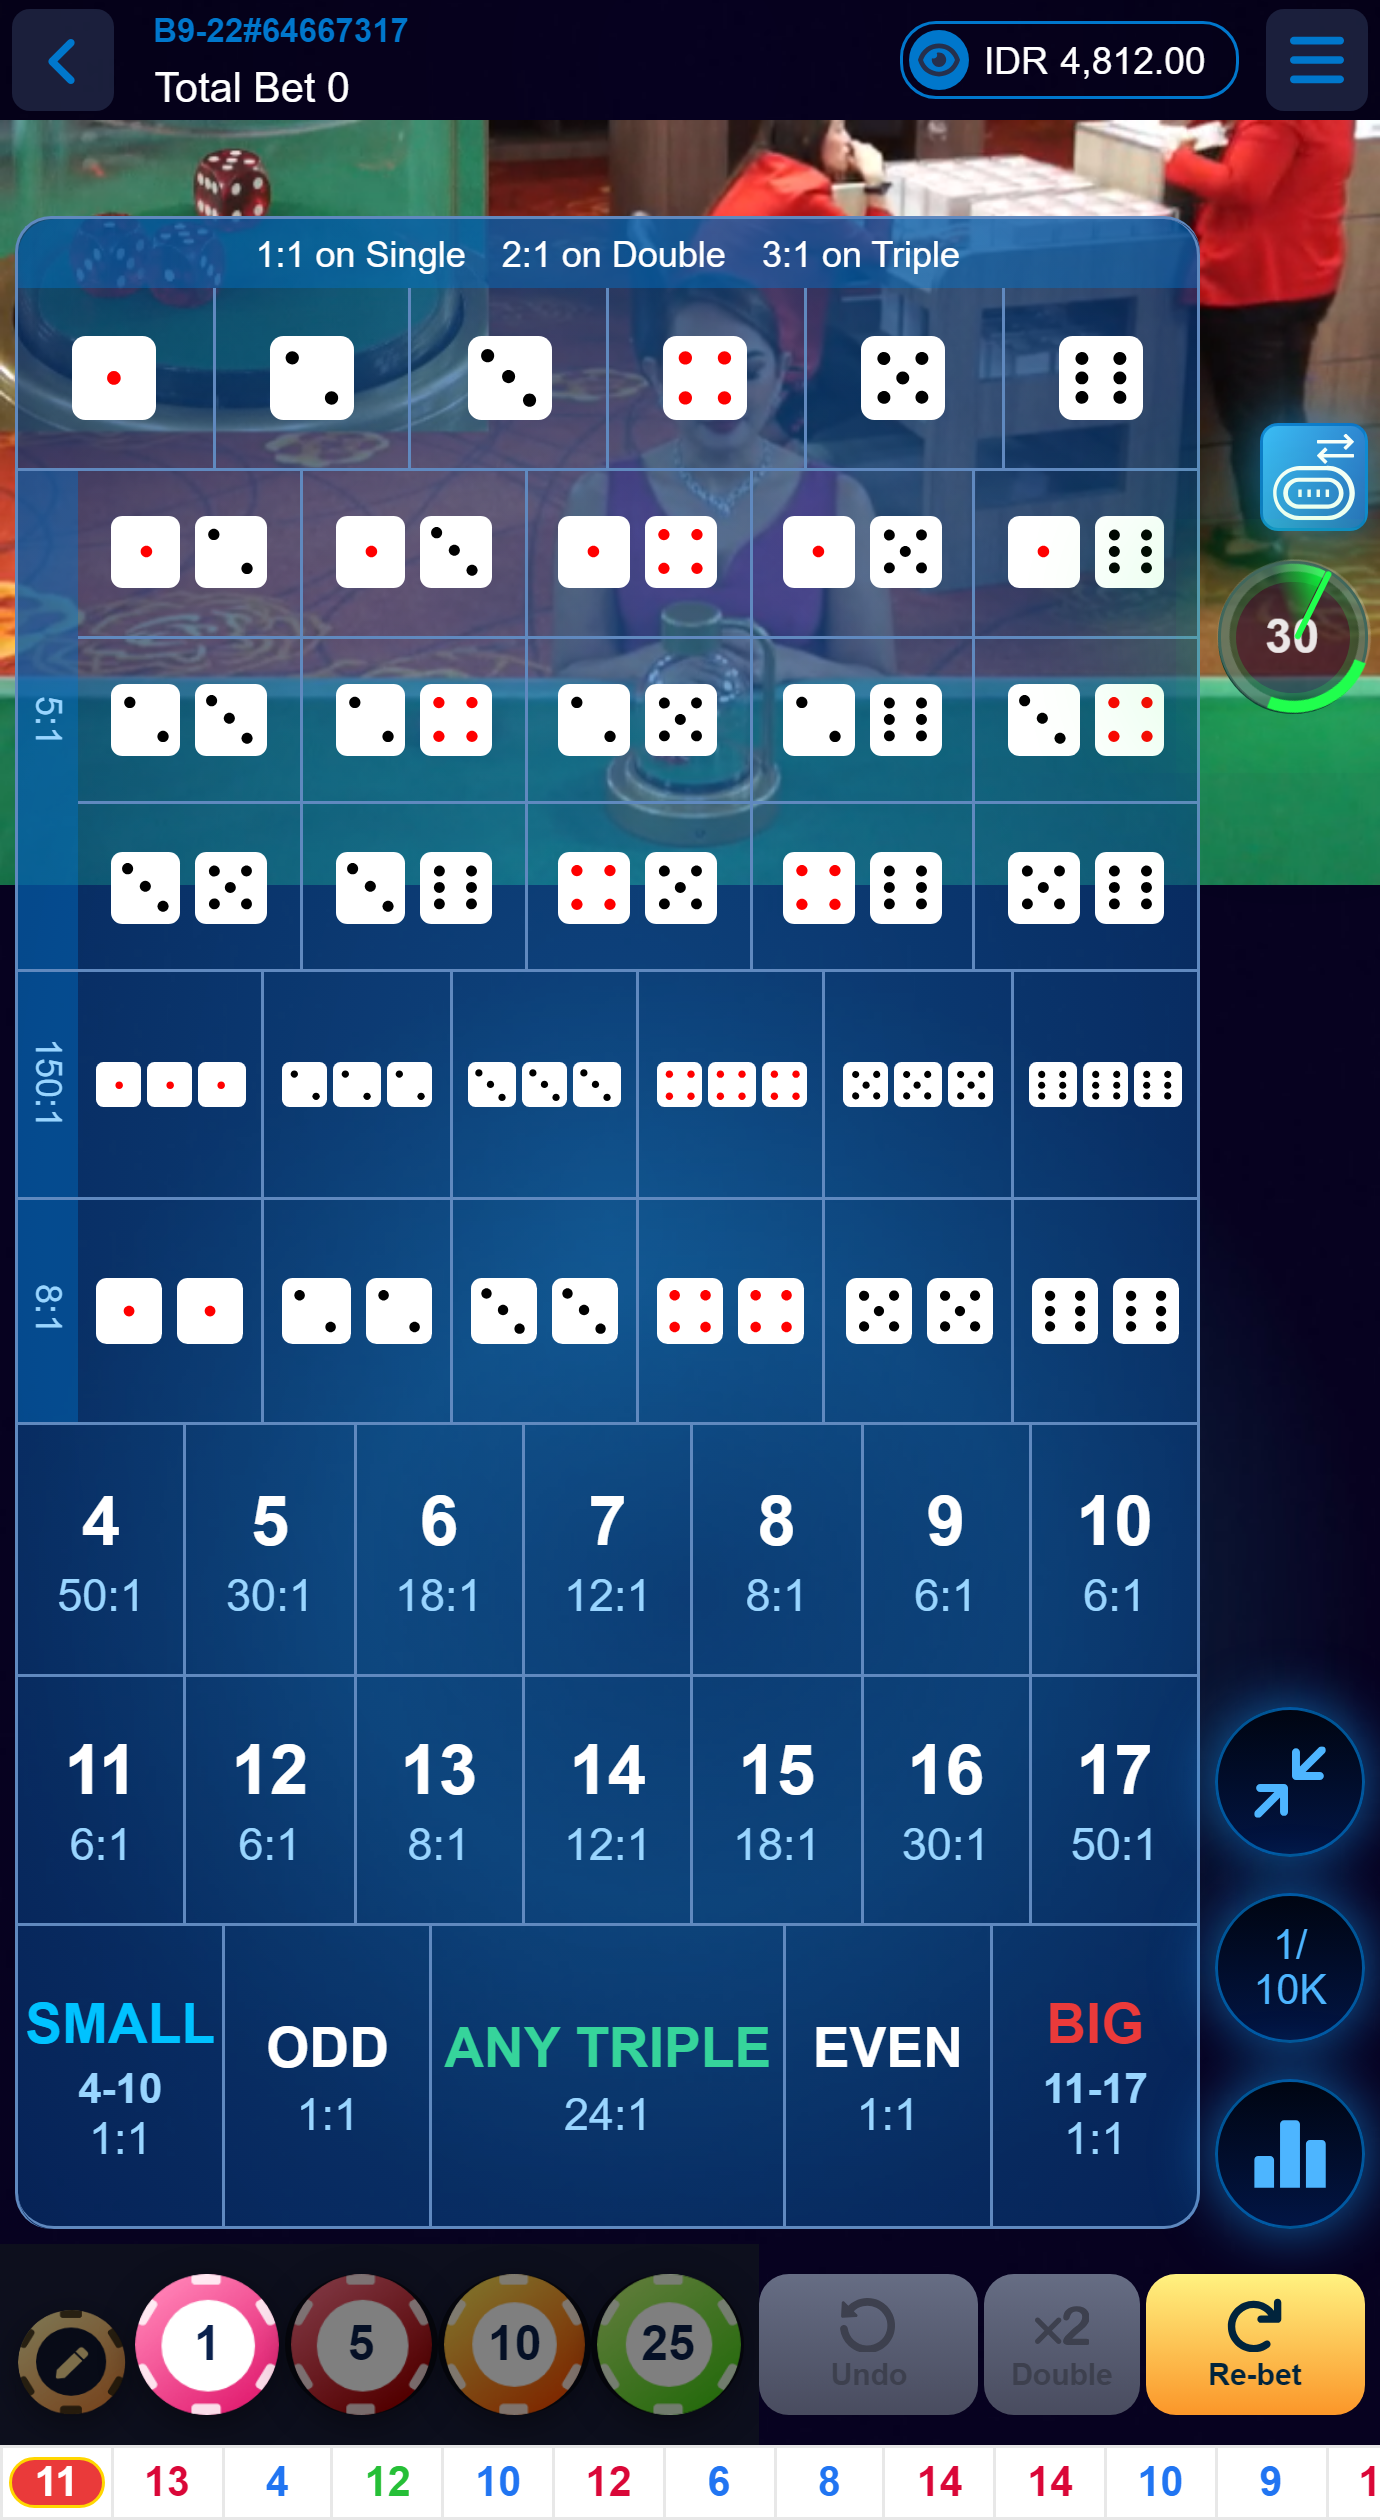 B9-22#64667317
Total Bet 0
IDR 4,812.00
1:1 on Single 2:1 on Double 3:1 on Triple
30
5:1
150:1
8:1
4 5 6 7 8 9 10
50:1 30:1 18:1 12:1 8:1 6:1 6:1
11 12 13 14 15 16 17
6:1 6:1 8:1 12:1 18:1 30:1 50:1
1/
10K
SMALL
4-10
1:1
ODD
1:1
ANY TRIPLE
24:1
EVEN
1:1
BIG
11-17
1:1
1 5 10 25
Undo
x2
Double
Re-bet
11 13 4 12 10 12 6 8 14 14 10 9